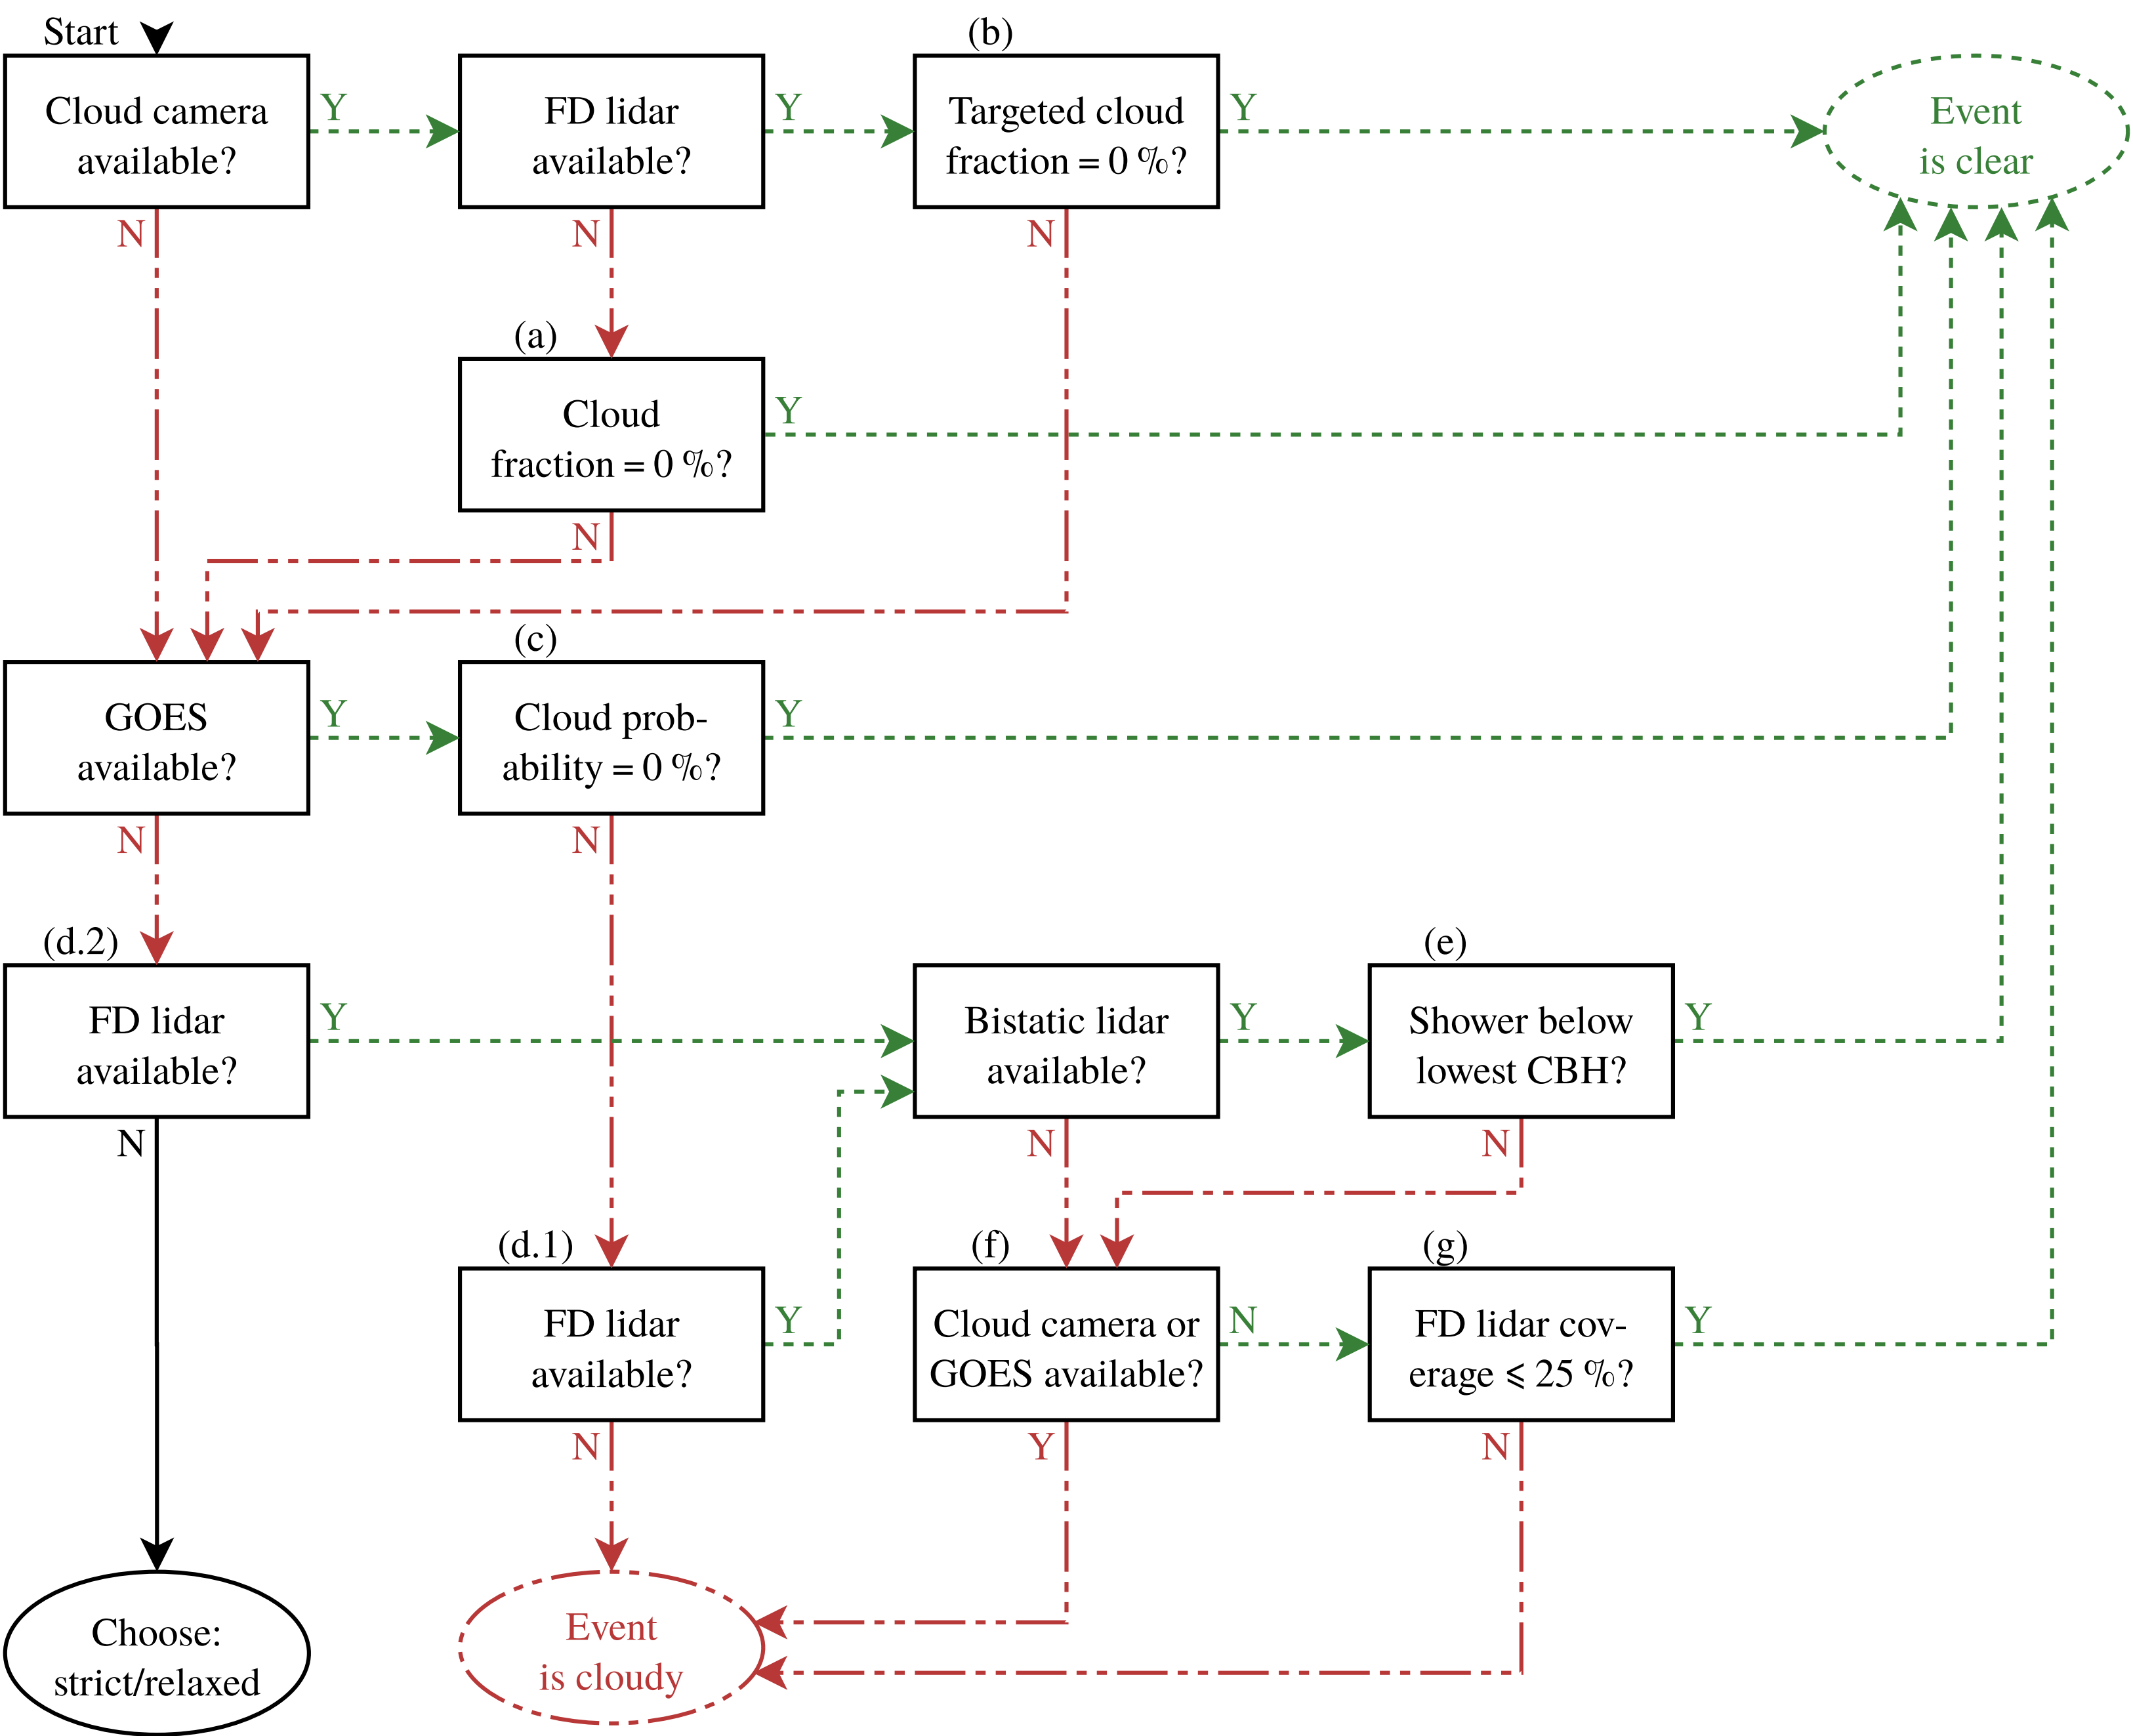 Start
(b)
Cloud camera
available?
Y
FD lidar
available?
Y
Targeted cloud
fraction = 0 %?
Y
Event
is clear
N
N
N
(a)
Cloud
fraction = 0 %?
Y
N
(c)
GOES
available?
Y
Cloud prob-
ability = 0 %?
Y
N
N
(d.2)
(e)
FD lidar
available?
Y
Bistatic lidar
available?
Y
Shower below
lowest CBH?
Y
N
N
N
(d.1)
(f)
(g)
FD lidar
available?
Y
Cloud camera or
GOES available?
N
FD lidar cov-
erage ⩽ 25 %?
Y
N
Y
N
Choose:
strict/relaxed
Event
is cloudy